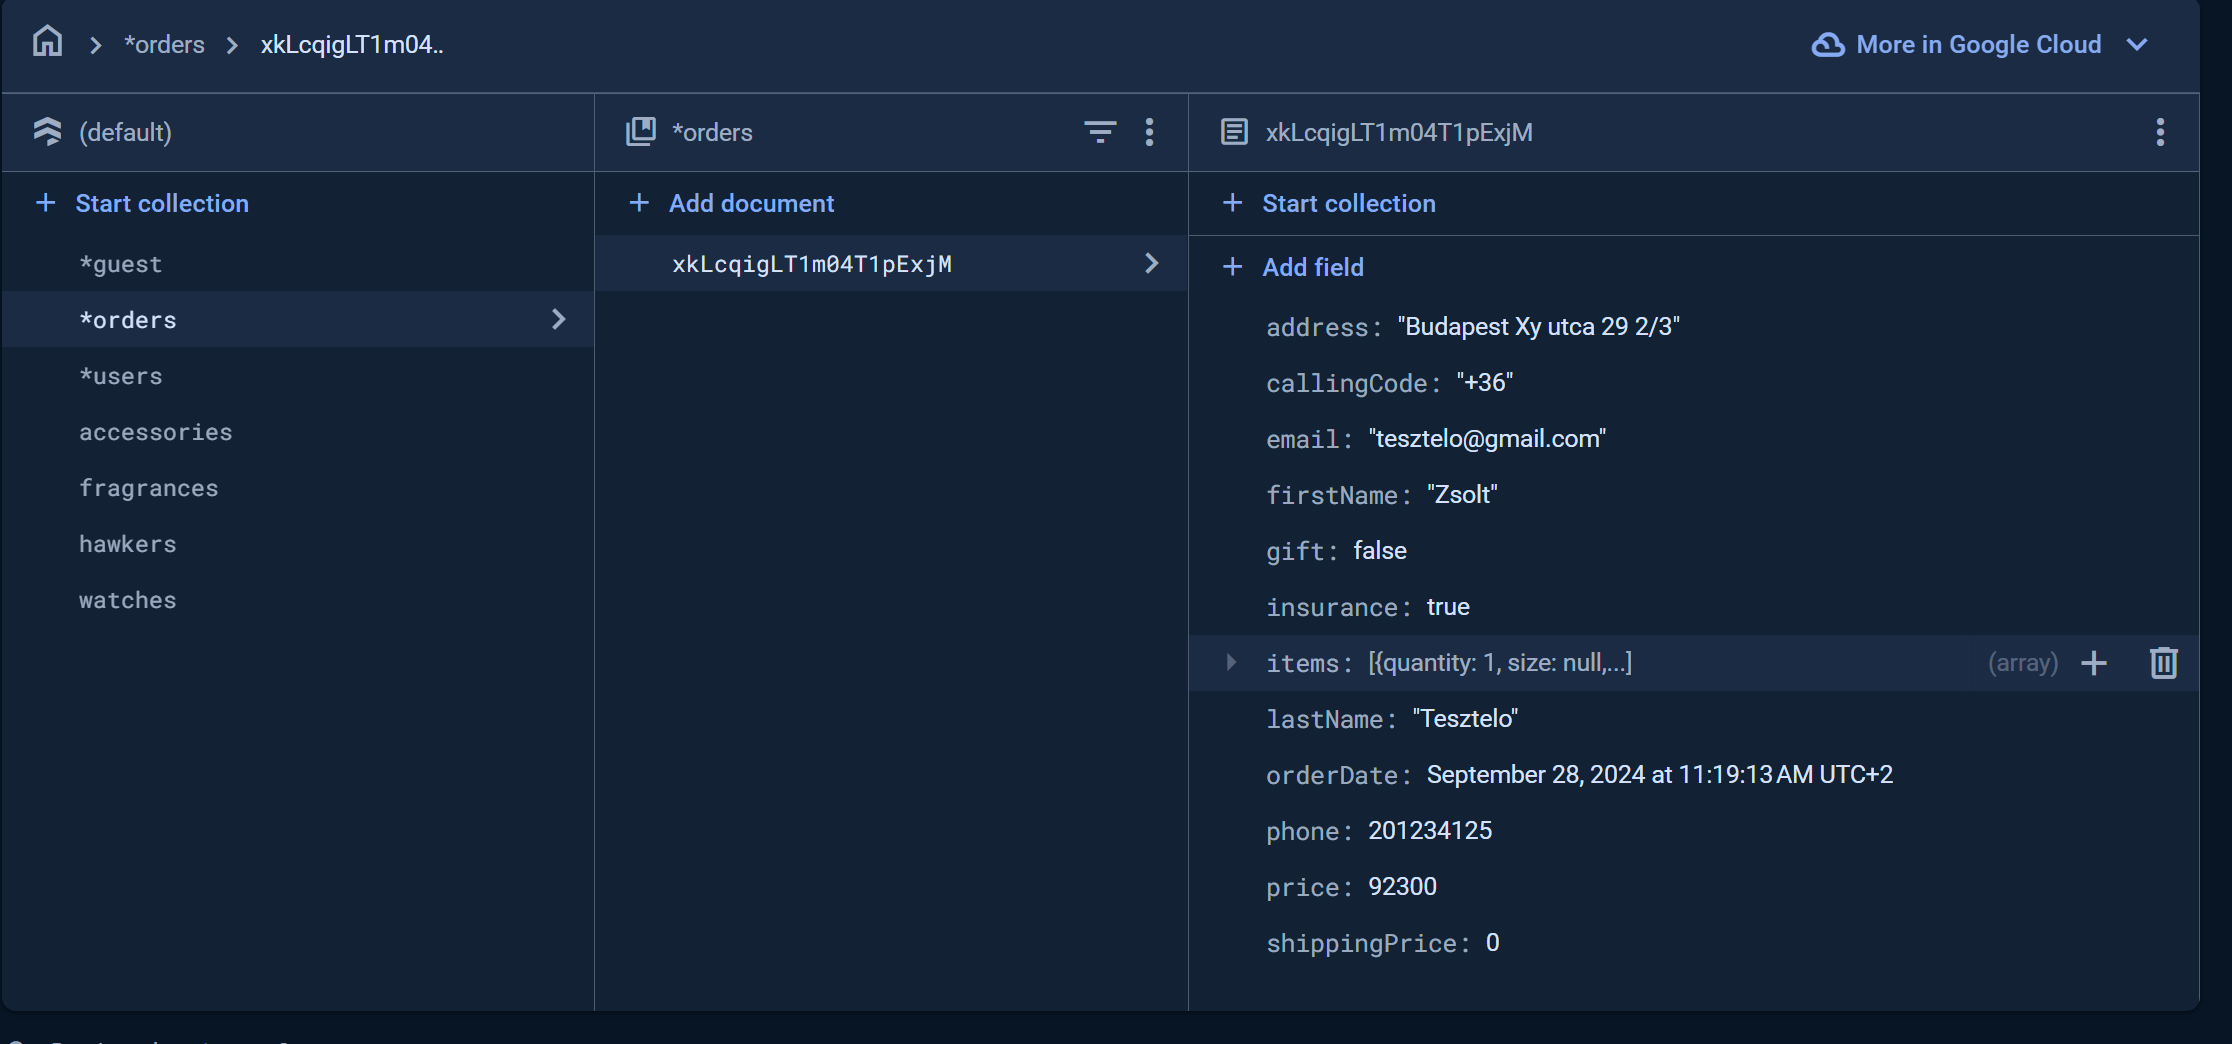 *orders xkLcqigLT1m04.. More in Google Cloud
(default)
Start collection
*guest
*orders
*users
accessories
fragrances
hawkers
watches
*orders
Add document
xkLcqigLT1m04T1pExjM
xkLcqigLT1m04T1pExjM
Start collection
Add field
address: "Budapest Xy utca 29 2/3"
callingCode: "+36"
email: "tesztelo@gmail.com"
firstName: "Zsolt"
gift: false
insurance: true
items: [{quantity: 1, size: null,...] (array)
lastName: "Tesztelo"
orderDate: September 28, 2024 at 11:19:13 AM UTC+2
phone: 201234125
price: 92300
shippingPrice: 0